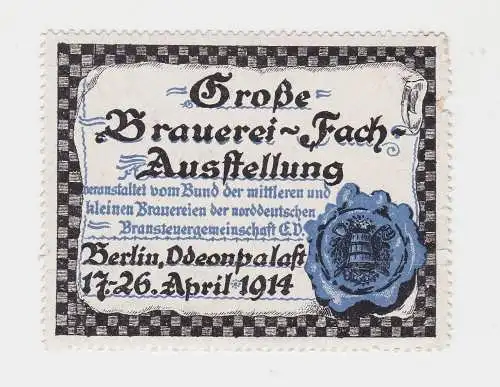 Große
Brauerei-Fach-
Ausstellung
veranstaltet vom Bund der mittleren und
kleinen Brauereien der norddeutschen
Bransteuergemeinschaft E.V.
Berlin, Odeonpalast
17.-26. April 1914